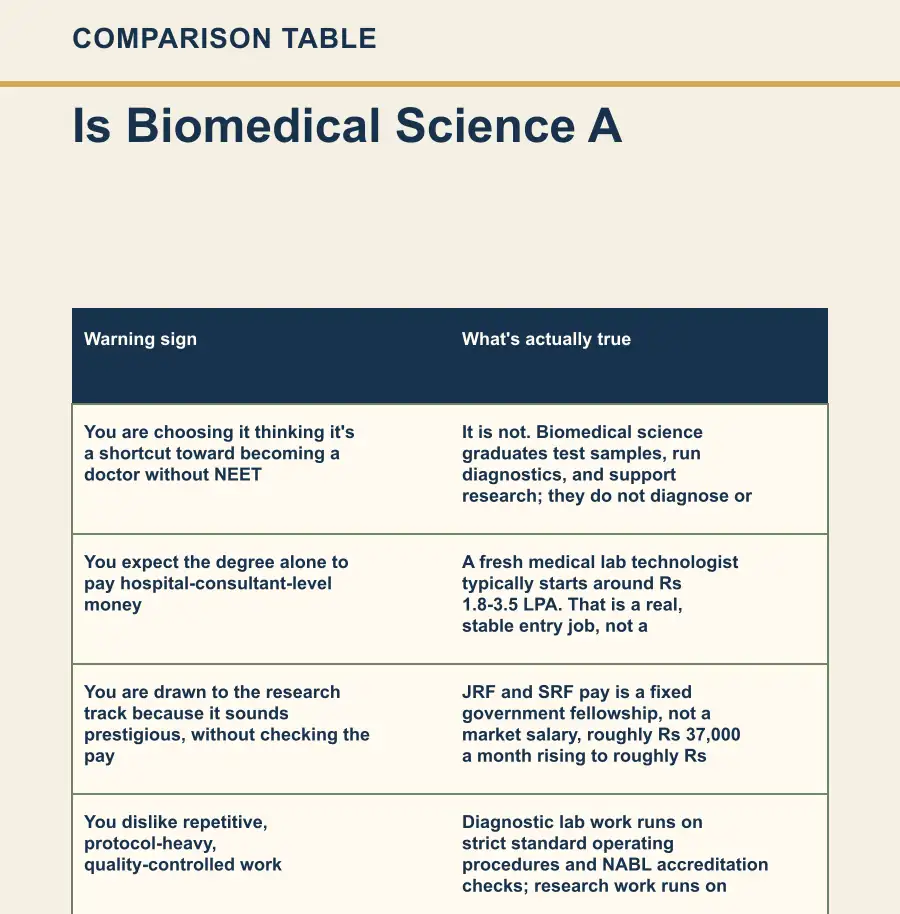 COMPARISON TABLE
Is Biomedical Science A
Warning sign
What's actually true
You are choosing it thinking it's
a shortcut toward becoming a
doctor without NEET
It is not. Biomedical science
graduates test samples, run
diagnostics, and support
research; they do not diagnose or
You expect the degree alone to
pay hospital-consultant-level
money
A fresh medical lab technologist
typically starts around Rs
1.8-3.5 LPA. That is a real,
stable entry job, not a
You are drawn to the research
track because it sounds
prestigious, without checking the
pay
JRF and SRF pay is a fixed
government fellowship, not a
market salary, roughly Rs 37,000
a month rising to roughly Rs
You dislike repetitive,
protocol-heavy,
quality-controlled work
Diagnostic lab work runs on
strict standard operating
procedures and NABL accreditation
checks; research work runs on